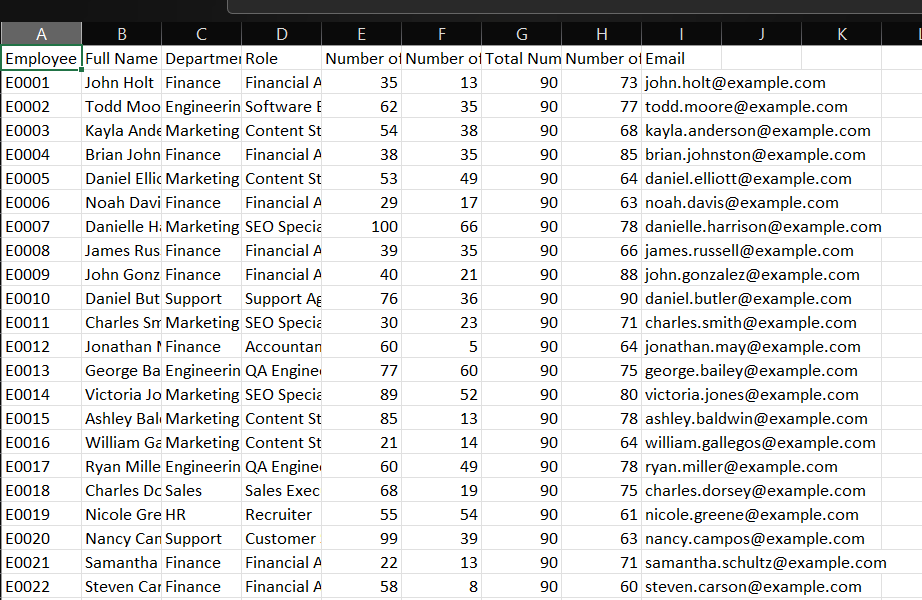 A B C D E F G H I J K
Employee Full Name Departmen Role Number of Number of Total Num Number of Email
E0001 John Holt Finance Financial A 35 13 90 73 john.holt@example.com
E0002 Todd Moo Engineerin Software E 62 35 90 77 todd.moore@example.com
E0003 Kayla Ande Marketing Content St 54 38 90 68 kayla.anderson@example.com
E0004 Brian John Finance Financial A 38 35 90 85 brian.johnston@example.com
E0005 Daniel Ellio Marketing Content St 53 49 90 64 daniel.elliott@example.com
E0006 Noah Davi Finance Financial A 29 17 90 63 noah.davis@example.com
E0007 Danielle Ha Marketing SEO Specia 100 66 90 78 danielle.harrison@example.com
E0008 James Rus Finance Financial A 39 35 90 66 james.russell@example.com
E0009 John Gonz Finance Financial A 40 21 90 88 john.gonzalez@example.com
E0010 Daniel But Support Support Ag 76 36 90 90 daniel.butler@example.com
E0011 Charles Sm Marketing SEO Specia 30 23 90 71 charles.smith@example.com
E0012 Jonathan M Finance Accountan 60 5 90 64 jonathan.may@example.com
E0013 George Ba Engineerin QA Engine 77 60 90 75 george.bailey@example.com
E0014 Victoria Jo Marketing SEO Specia 89 52 90 80 victoria.jones@example.com
E0015 Ashley Bal Marketing Content St 85 13 90 78 ashley.baldwin@example.com
E0016 William Ga Marketing Content St 21 14 90 64 william.gallegos@example.com
E0017 Ryan Mille Engineerin QA Engine 60 49 90 78 ryan.miller@example.com
E0018 Charles Do Sales Sales Exec 68 19 90 75 charles.dorsey@example.com
E0019 Nicole Gre HR Recruiter 55 54 90 61 nicole.greene@example.com
E0020 Nancy Cam Support Customer 99 39 90 63 nancy.campos@example.com
E0021 Samantha Finance Financial A 22 13 90 71 samantha.schultz@example.com
E0022 Steven Car Finance Financial A 58 8 90 60 steven.carson@example.com